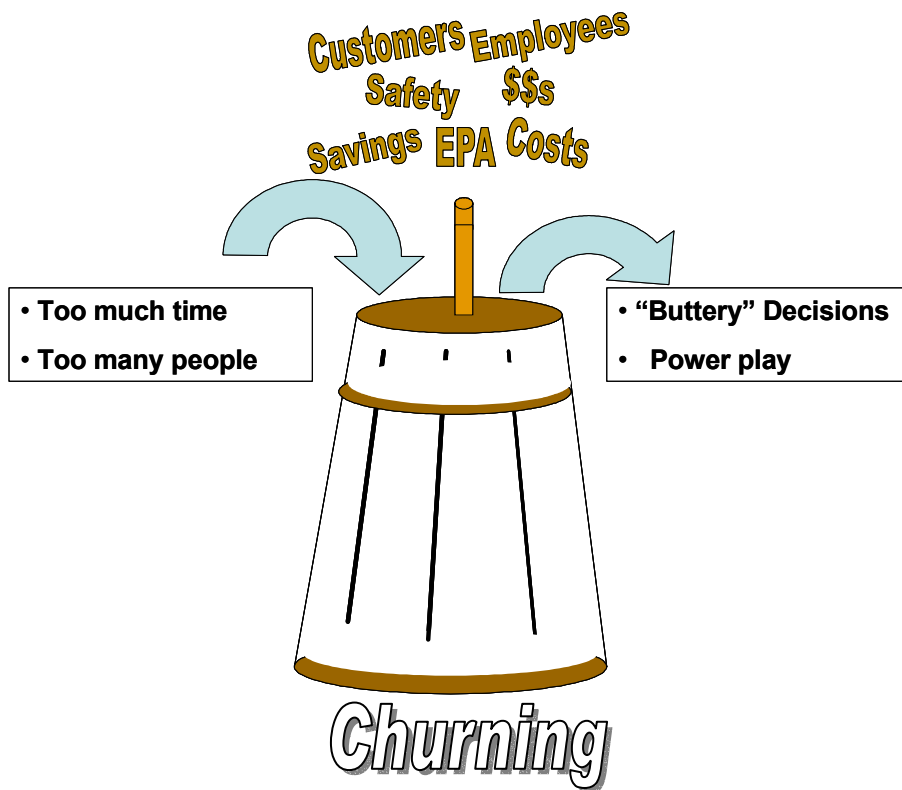 Customers Employees
Safety $$s
Savings EPA Costs
• Too much time
• Too many people
• “Buttery” Decisions
• Power play
Churning